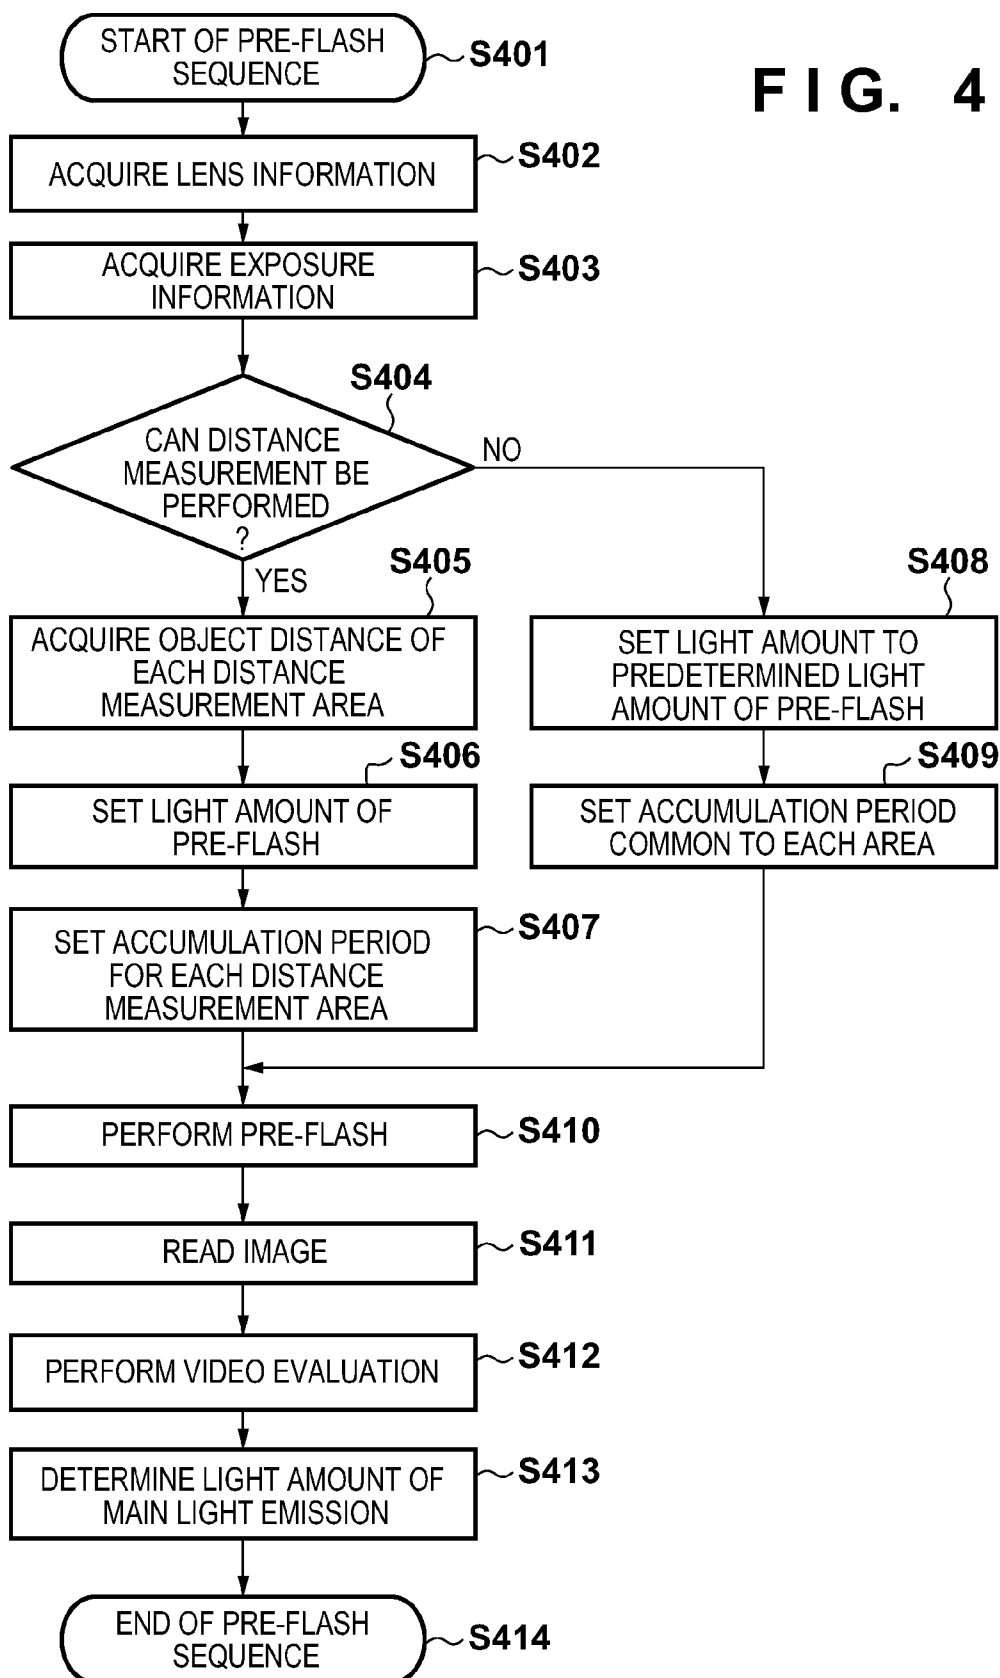 START OF PRE-FLASH
SEQUENCE
S401
FIG. 4
ACQUIRE LENS INFORMATION
S402
ACQUIRE EXPOSURE
INFORMATION
S403
S404
CAN DISTANCE
MEASUREMENT BE
PERFORMED
?
NO
YES
S405
ACQUIRE OBJECT DISTANCE OF
EACH DISTANCE
MEASUREMENT AREA
S408
SET LIGHT AMOUNT TO
PREDETERMINED LIGHT
AMOUNT OF PRE-FLASH
S406
SET LIGHT AMOUNT OF
PRE-FLASH
S409
SET ACCUMULATION PERIOD
COMMON TO EACH AREA
SET ACCUMULATION PERIOD
FOR EACH DISTANCE
MEASUREMENT AREA
S407
PERFORM PRE-FLASH
S410
READ IMAGE
S411
PERFORM VIDEO EVALUATION
S412
DETERMINE LIGHT AMOUNT OF
MAIN LIGHT EMISSION
S413
END OF PRE-FLASH
SEQUENCE
S414